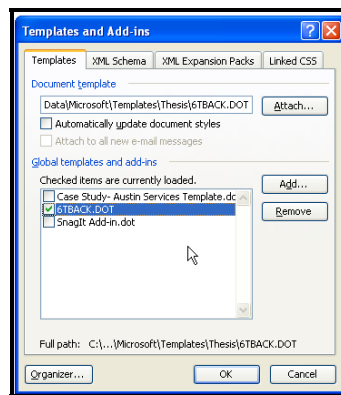 Templates and Add-ins
Templates XML Schema XML Expansion Packs Linked CSS
Document template
Data\Microsoft\Templates\Thesis\6TBACK.DOT Attach...
Automatically update document styles
Attach to all new e-mail messages
Global templates and add-ins
Checked items are currently loaded.
Add...
Case Study- Austin Services Template.dc
6TBACK.DOT
Remove
SnagIt Add-in.dot
Full path: C:\...\Microsoft\Templates\Thesis\6TBACK.DOT
Organizer... OK Cancel